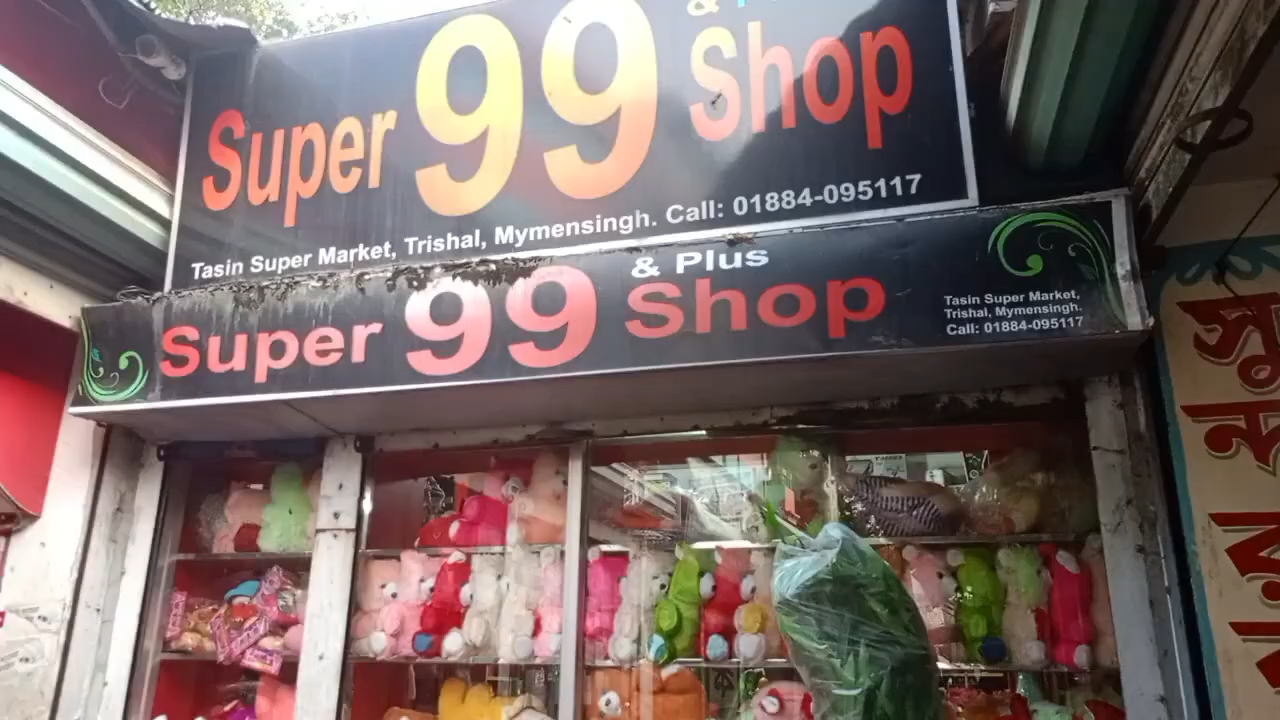 &
Super 99 Shop
Tasin Super Market, Trishal, Mymensingh. Call: 01884-095117
& Plus
Super 99 Shop
Tasin Super Market,
Trishal, Mymensingh.
Call: 01884-095117